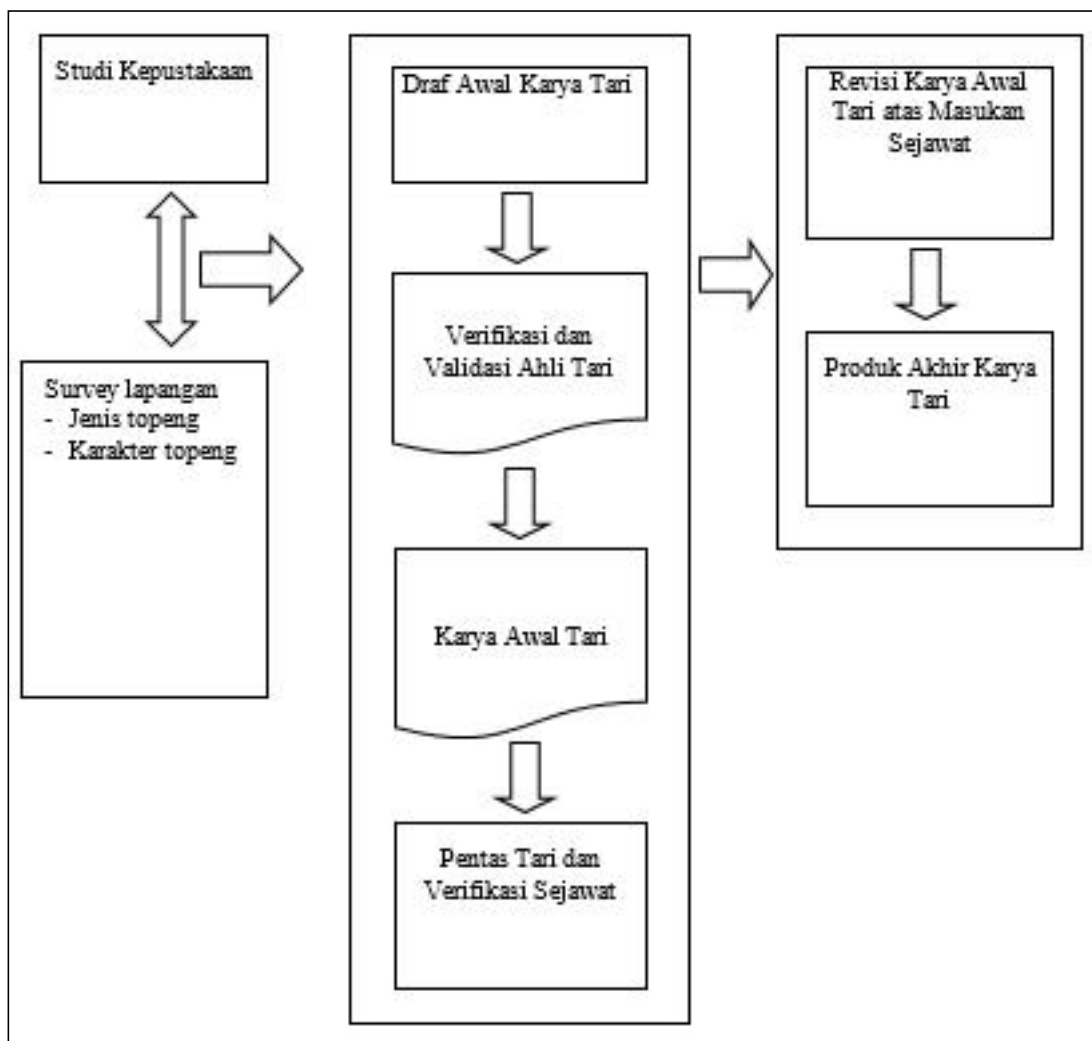 Studi Kepustakaan
Survey lapangan
- Jenis topeng
- Karakter topeng
Draf Awal Karya Tari
Verifikasi dan
Validasi Ahli Tari
Karya Awal Tari
Pentas Tari dan
Verifikasi Sejawat
Revisi Karya Awal
Tari atas Masukan
Sejawat
Produk Akhir Karya
Tari